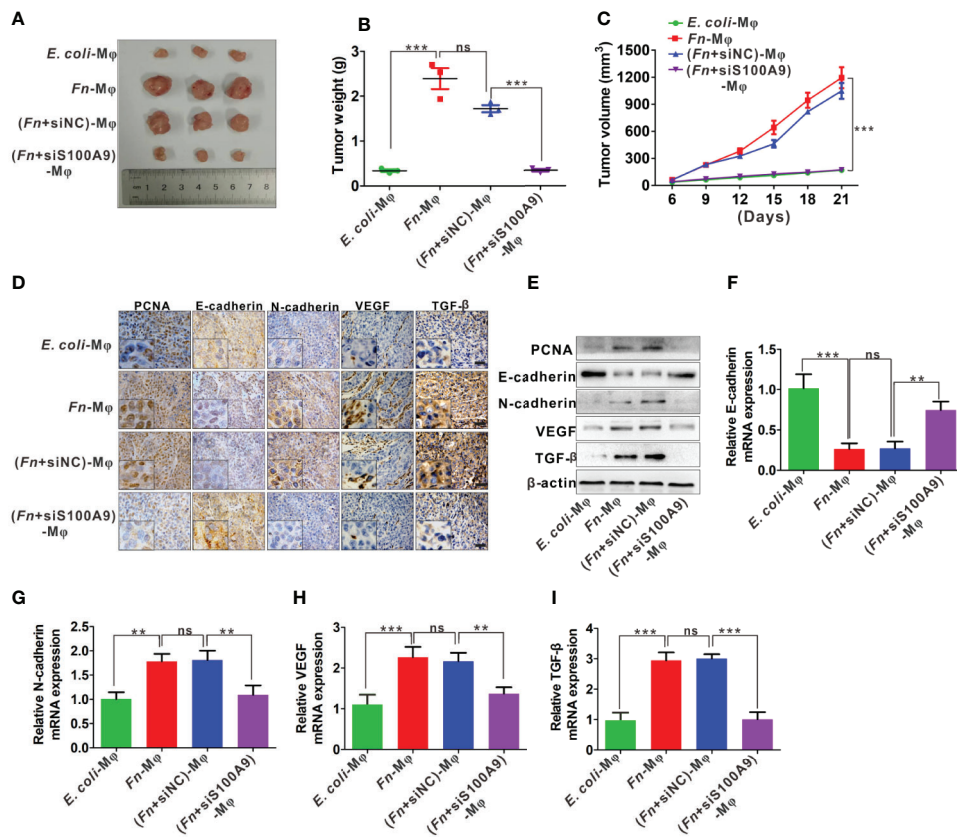 A
E. coli-Mφ
Fn-Mφ
(Fn+siNC)-Mφ
(Fn+siS100A9)
-Mφ
1 2 3 4 5 6 7 8
B
Tumor weight (g)
3
2
1
0
***
ns
***
E. coli-Mφ
Fn-Mφ
(Fn+siNC)-Mφ
(Fn+siS100A9)
-Mφ
C
Tumor volume (mm³)
1500
1200
900
600
300
0
6 9 12 15 18 21
(Days)
E. coli-Mφ
Fn-Mφ
(Fn+siNC)-Mφ
(Fn+siS100A9)
-Mφ
***
D
PCNA E-cadherin N-cadherin VEGF TGF-β
E. coli-Mφ
Fn-Mφ
(Fn+siNC)-Mφ
(Fn+siS100A9)
-Mφ
E
PCNA
E-cadherin
N-cadherin
VEGF
TGF-β
β-actin
E. coli-Mφ
Fn-Mφ
(Fn+siNC)-Mφ
(Fn+siS100A9)
-Mφ
F
Relative E-cadherin
mRNA expression
1.5
1.0
0.5
0.0
***
ns
**
E. coli-Mφ
Fn-Mφ
(Fn+siNC)-Mφ
(Fn+siS100A9)
-Mφ
G
Relative N-cadherin
mRNA expression
2.5
2.0
1.5
1.0
0.5
0.0
**
ns
**
E. coli-Mφ
Fn-Mφ
(Fn+siNC)-Mφ
(Fn+siS100A9)
-Mφ
H
Relative VEGF
mRNA expression
3
2
1
0
***
ns
**
E. coli-Mφ
Fn-Mφ
(Fn+siNC)-Mφ
(Fn+siS100A9)
-Mφ
I
Relative TGF-β
mRNA expression
4
3
2
1
0
***
ns
***
E. coli-Mφ
Fn-Mφ
(Fn+siNC)-Mφ
(Fn+siS100A9)
-Mφ